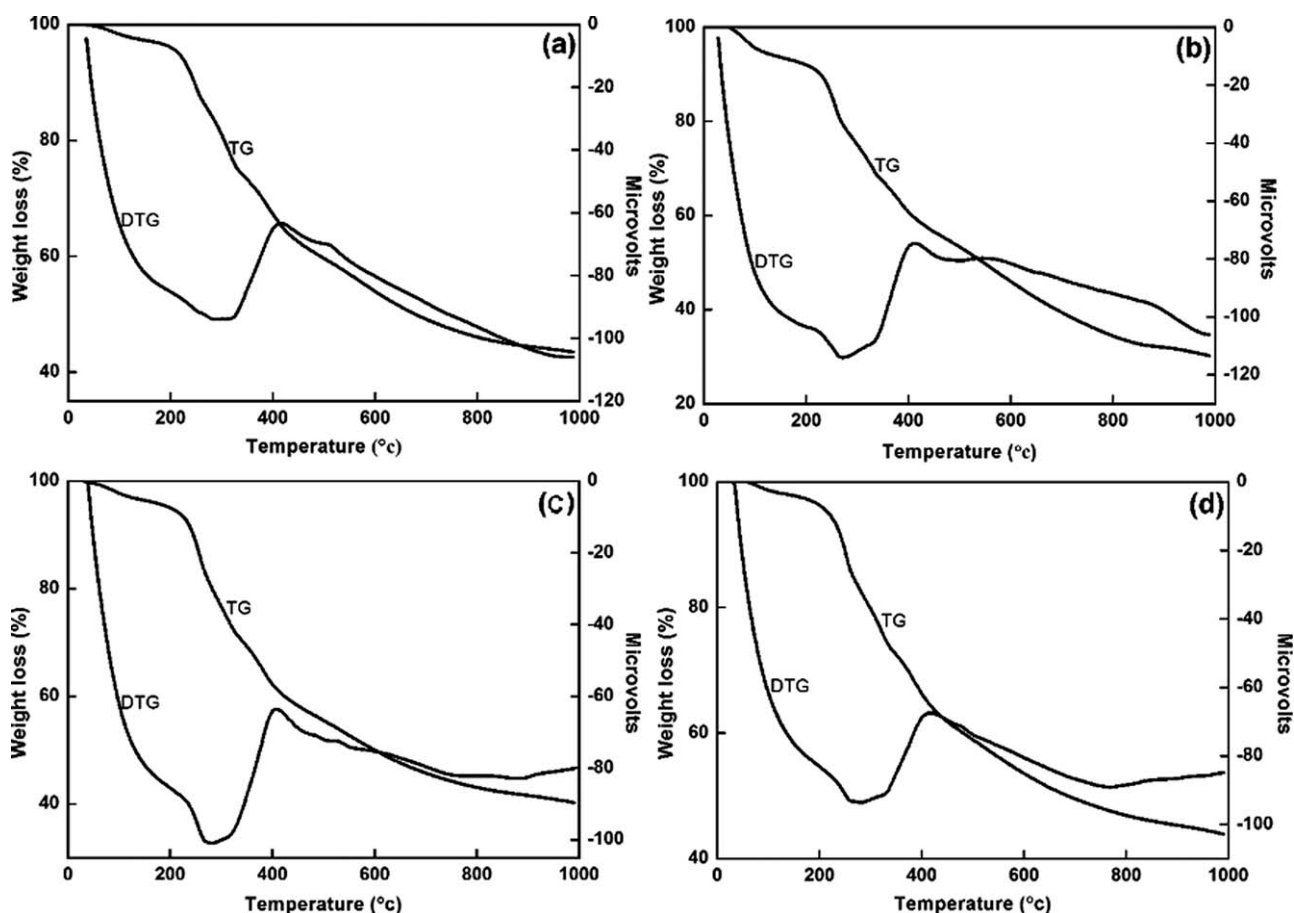 (a)
100
80
60
40
0
-20
-40
-60
-80
-100
-120
0
200
400
600
800
1000
Weight loss (%)
Microvolts
Temperature (°c)
TG
DTG
(b)
100
80
60
40
20
0
-20
-40
-60
-80
-100
-120
0
200
400
600
800
1000
Weight loss (%)
Microvolts
Temperature (°c)
TG
DTG
(c)
100
80
60
40
0
-20
-40
-60
-80
-100
0
200
400
600
800
1000
Weight loss (%)
Microvolts
Temperature (°c)
TG
DTG
(d)
100
80
60
40
0
-20
-40
-60
-80
-100
0
200
400
600
800
1000
Weight loss (%)
Microvolts
Temperature (°c)
TG
DTG